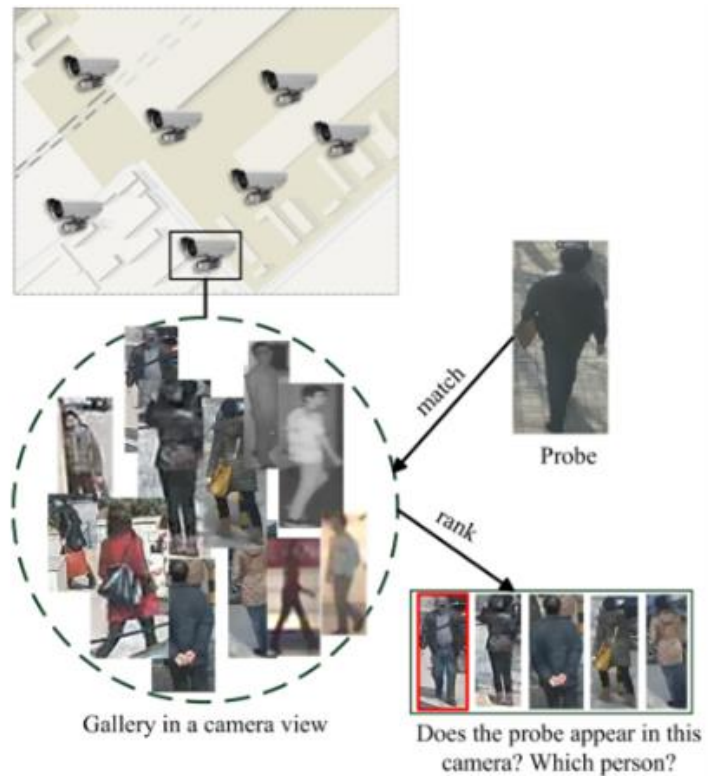 match
Probe
rank
Gallery in a camera view
Does the probe appear in this
camera? Which person?